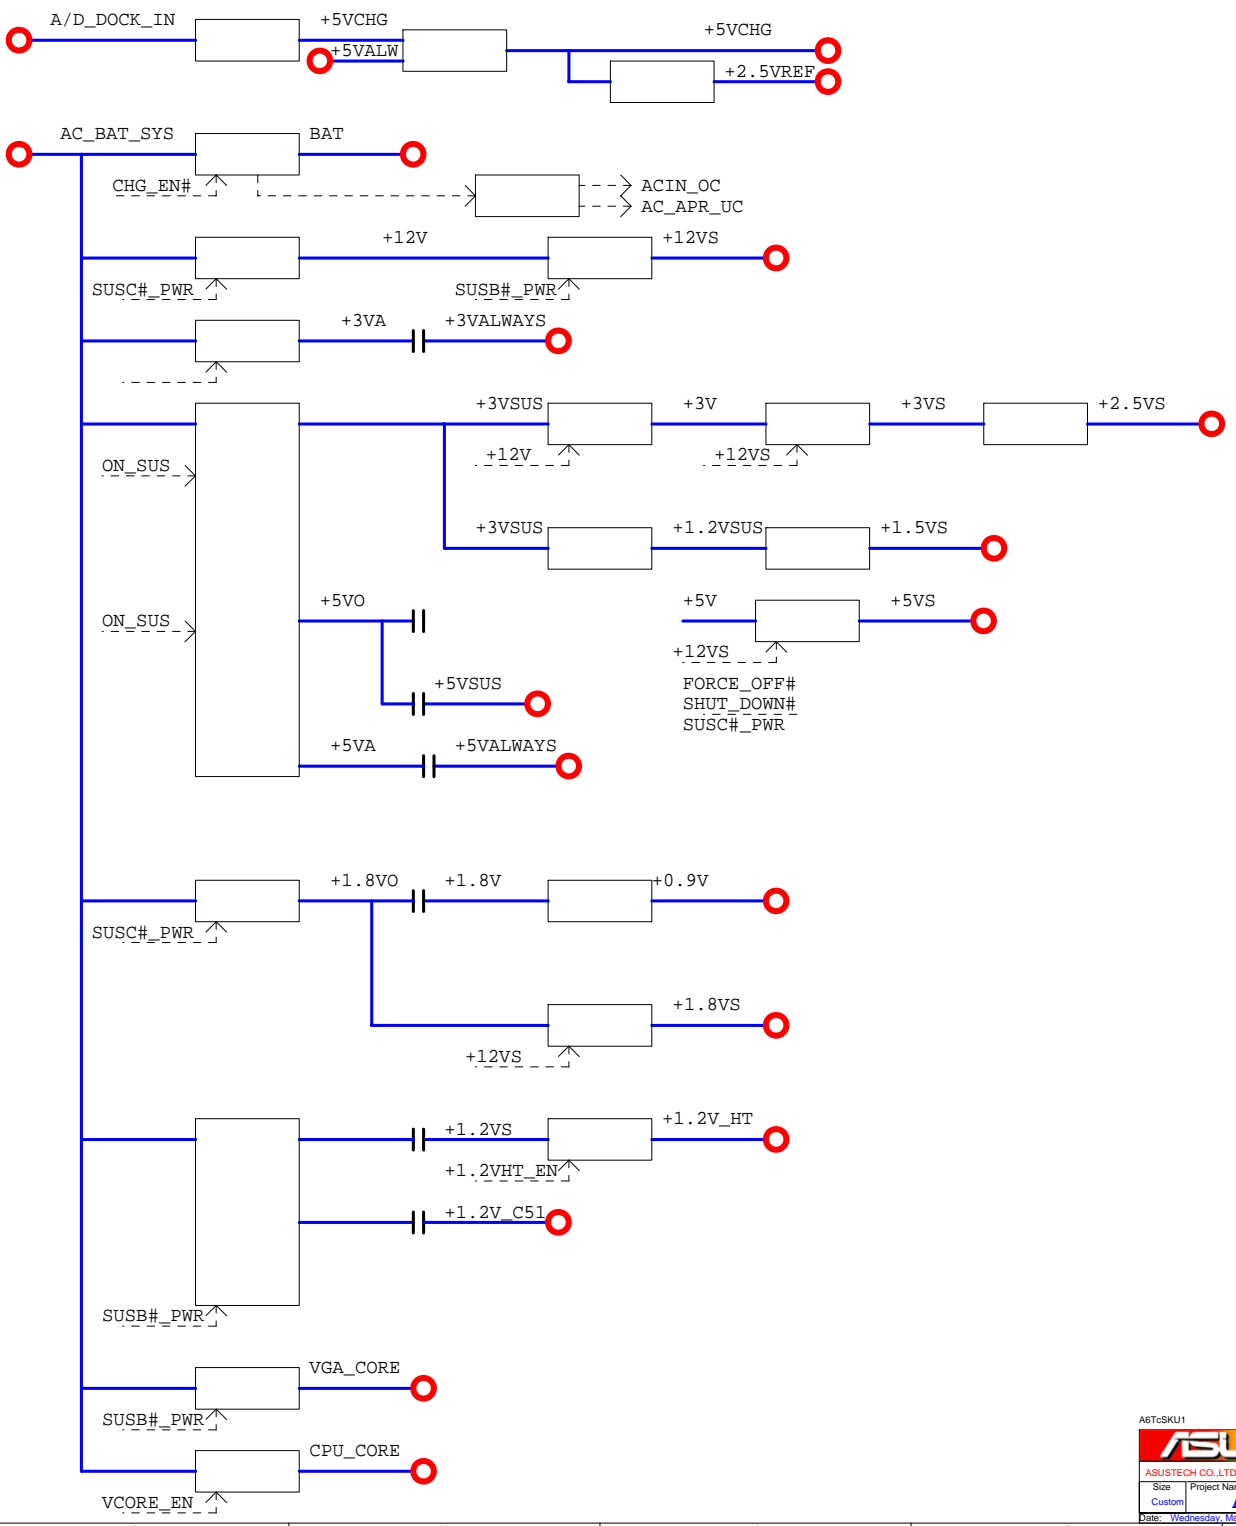 A/D_DOCK_IN
+5VCHG
+5VALW
+5VCHG
+2.5VREF
AC_BAT_SYS
BAT
CHG_EN#
ACIN_OC
AC_APR_UC
+12V
+12VS
SUSC#_PWR
SUSB#_PWR
+3VA
+3VALWAYS
+3VSUS
+3V
+3VS
+2.5VS
ON_SUS
+12V
+12VS
+3VSUS
+1.2VSUS
+1.5VS
ON_SUS
+5VO
+5V
+5VS
+12VS
+5VSUS
FORCE_OFF#
SHUT_DOWN#
SUSC#_PWR
+5VA
+5VALWAYS
+1.8VO
+1.8V
+0.9V
SUSC#_PWR
+1.8VS
+12VS
+1.2VS
+1.2V_HT
+1.2VHT_EN
+1.2V_C51
SUSB#_PWR
VGA_CORE
SUSB#_PWR
CPU_CORE
VCORE_EN
A6TcSKU1
ASUSTECH CO.,LTD
Size
Custom
Project
Date: Wednesday,